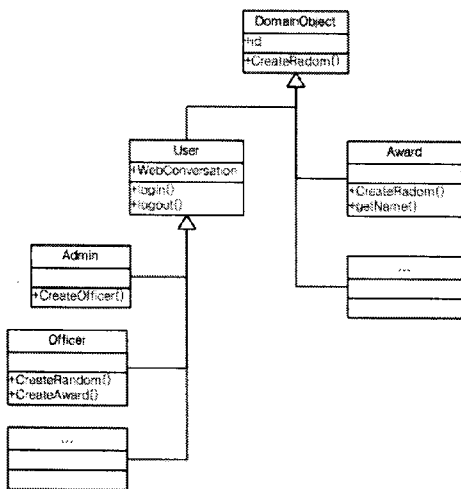 DomainObject
+id
+CreateRadom()
User
+WebConversation
+login()
+logout()
Award
+CreateRadom()
+getName()
...
Admin
+CreateOfficer()
Officer
+CreateRandom()
+CreateAward()
...